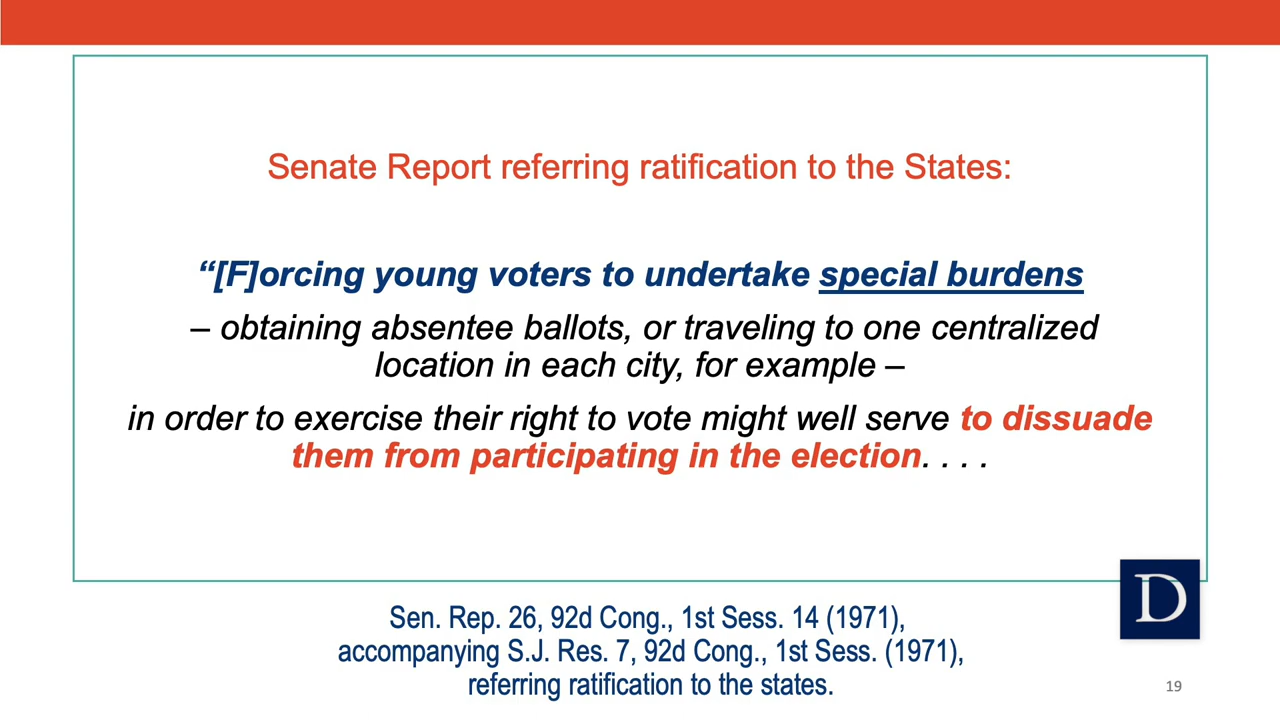 Senate Report referring ratification to the States:
“[F]orcing young voters to undertake special burdens
– obtaining absentee ballots, or traveling to one centralized
location in each city, for example –
in order to exercise their right to vote might well serve to dissuade
them from participating in the election. . . .
D
Sen. Rep. 26, 92d Cong., 1st Sess. 14 (1971),
accompanying S.J. Res. 7, 92d Cong., 1st Sess. (1971),
referring ratification to the states.
19